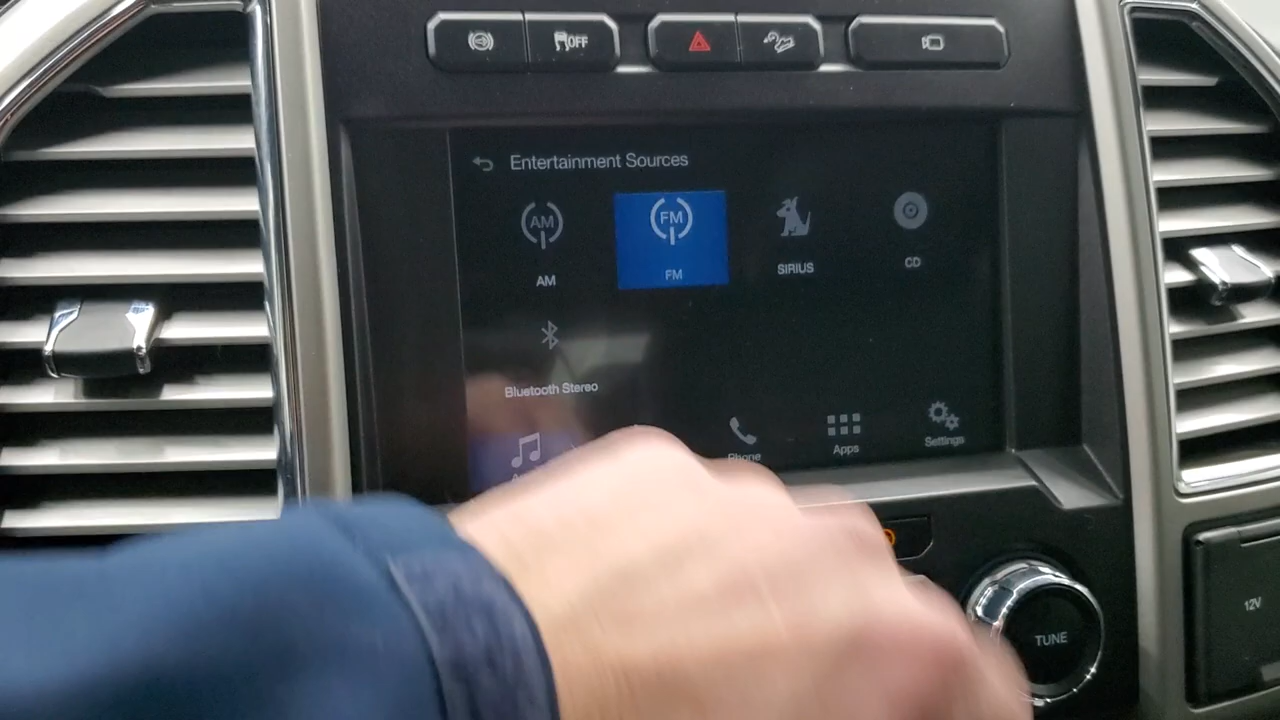 OFF
Entertainment Sources
AM FM
AM FM SIRIUS CD
Bluetooth Stereo
Phone Apps Settings
TUNE
12V